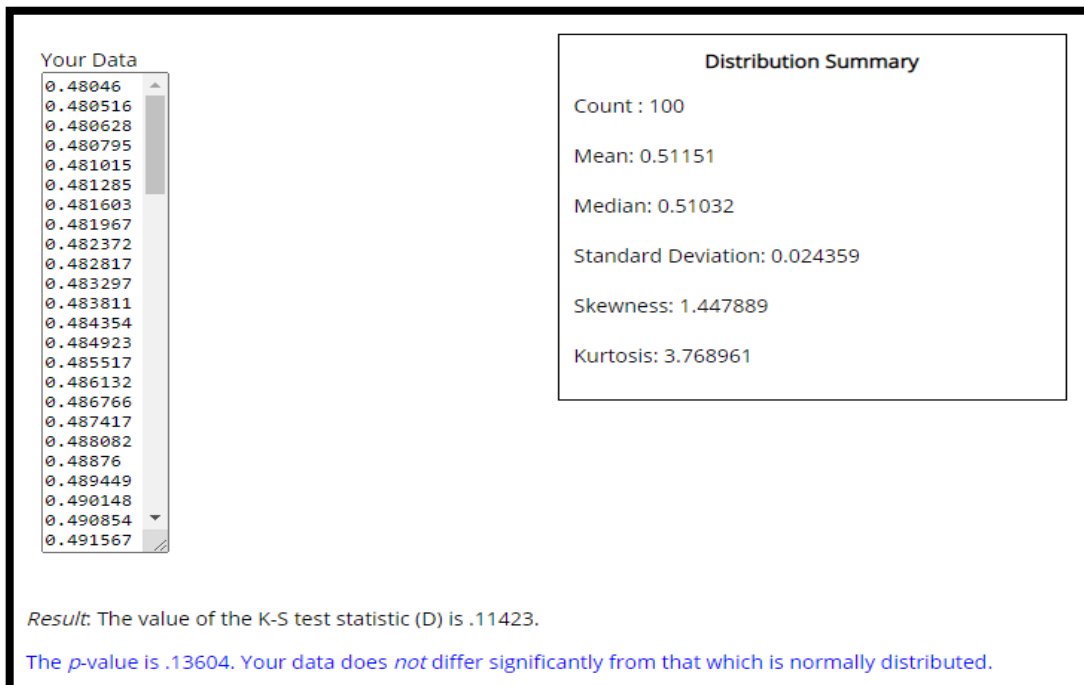 Your Data
0.48046
0.480516
0.480628
0.480795
0.481015
0.481285
0.481603
0.481967
0.482372
0.482817
0.483297
0.483811
0.484354
0.484923
0.485517
0.486132
0.486766
0.487417
0.488082
0.48876
0.489449
0.490148
0.490854
0.491567
Distribution Summary
Count : 100
Mean: 0.51151
Median: 0.51032
Standard Deviation: 0.024359
Skewness: 1.447889
Kurtosis: 3.768961
Result: The value of the K-S test statistic (D) is .11423.
The p-value is .13604. Your data does not differ significantly from that which is normally distributed.